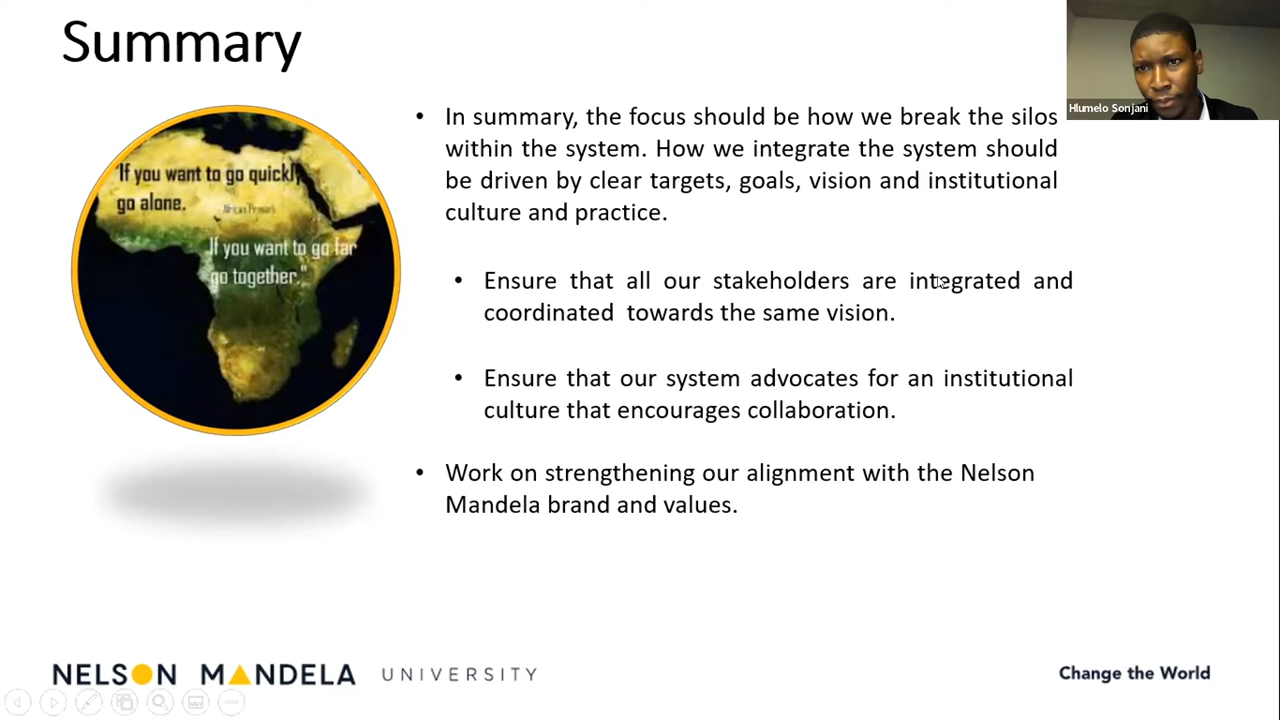 Summary
Hlumelo Sonjani
"If you want to go quickly,
go alone.
African Proverb
If you want to go far
go together."
• In summary, the focus should be how we break the silos
within the system. How we integrate the system should
be driven by clear targets, goals, vision and institutional
culture and practice.
• Ensure that all our stakeholders are integrated and
coordinated towards the same vision.
• Ensure that our system advocates for an institutional
culture that encourages collaboration.
• Work on strengthening our alignment with the Nelson
Mandela brand and values.
NELSON MANDELA UNIVERSITY
Change the World